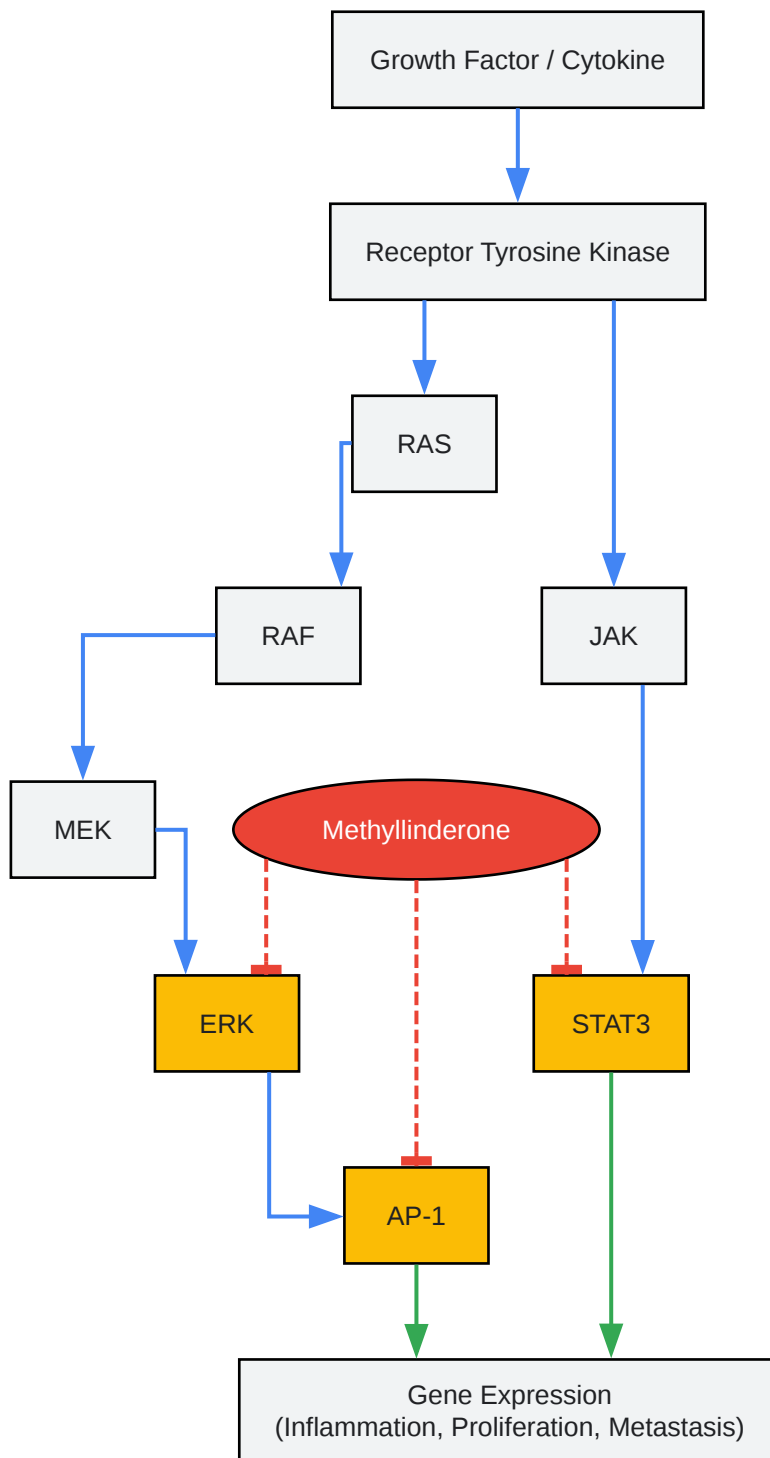 Growth Factor / Cytokine
Receptor Tyrosine Kinase
RAS
RAF
JAK
MEK
Methyllinderone
ERK
STAT3
AP-1
Gene Expression
(Inflammation, Proliferation, Metastasis)